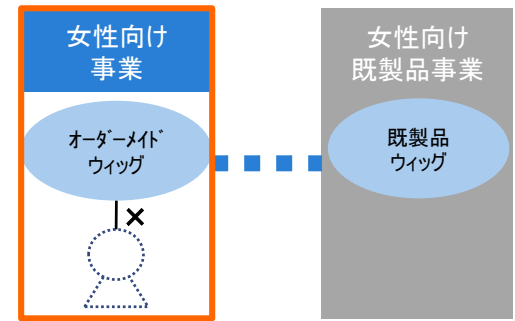 女性向け
事業
オーダーメイド
ウィッグ
×
女性向け
既製品事業
既製品
ウィッグ